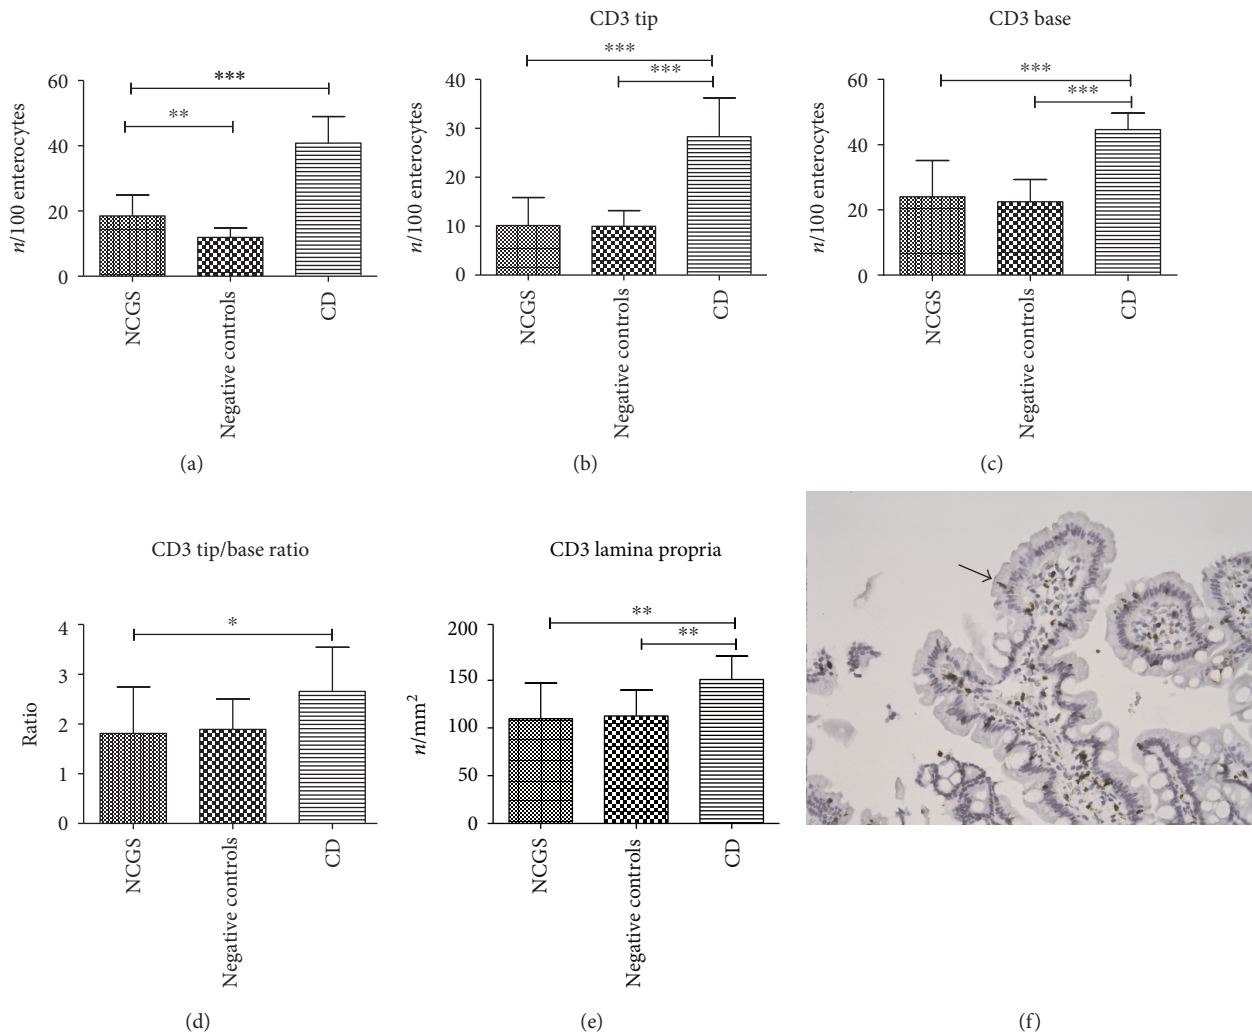 ***
**
60
40
20
0
n/100 enterocytes
NCGS
Negative controls
CD
(a)
CD3 tip
***
***
40
30
20
10
0
n/100 enterocytes
NCGS
Negative controls
CD
(b)
CD3 base
***
***
60
40
20
0
n/100 enterocytes
NCGS
Negative controls
CD
(c)
CD3 tip/base ratio
*
4
3
2
1
0
Ratio
NCGS
Negative controls
CD
(d)
CD3 lamina propria
**
**
200
150
100
50
0
n/mm²
NCGS
Negative controls
CD
(e)
(f)